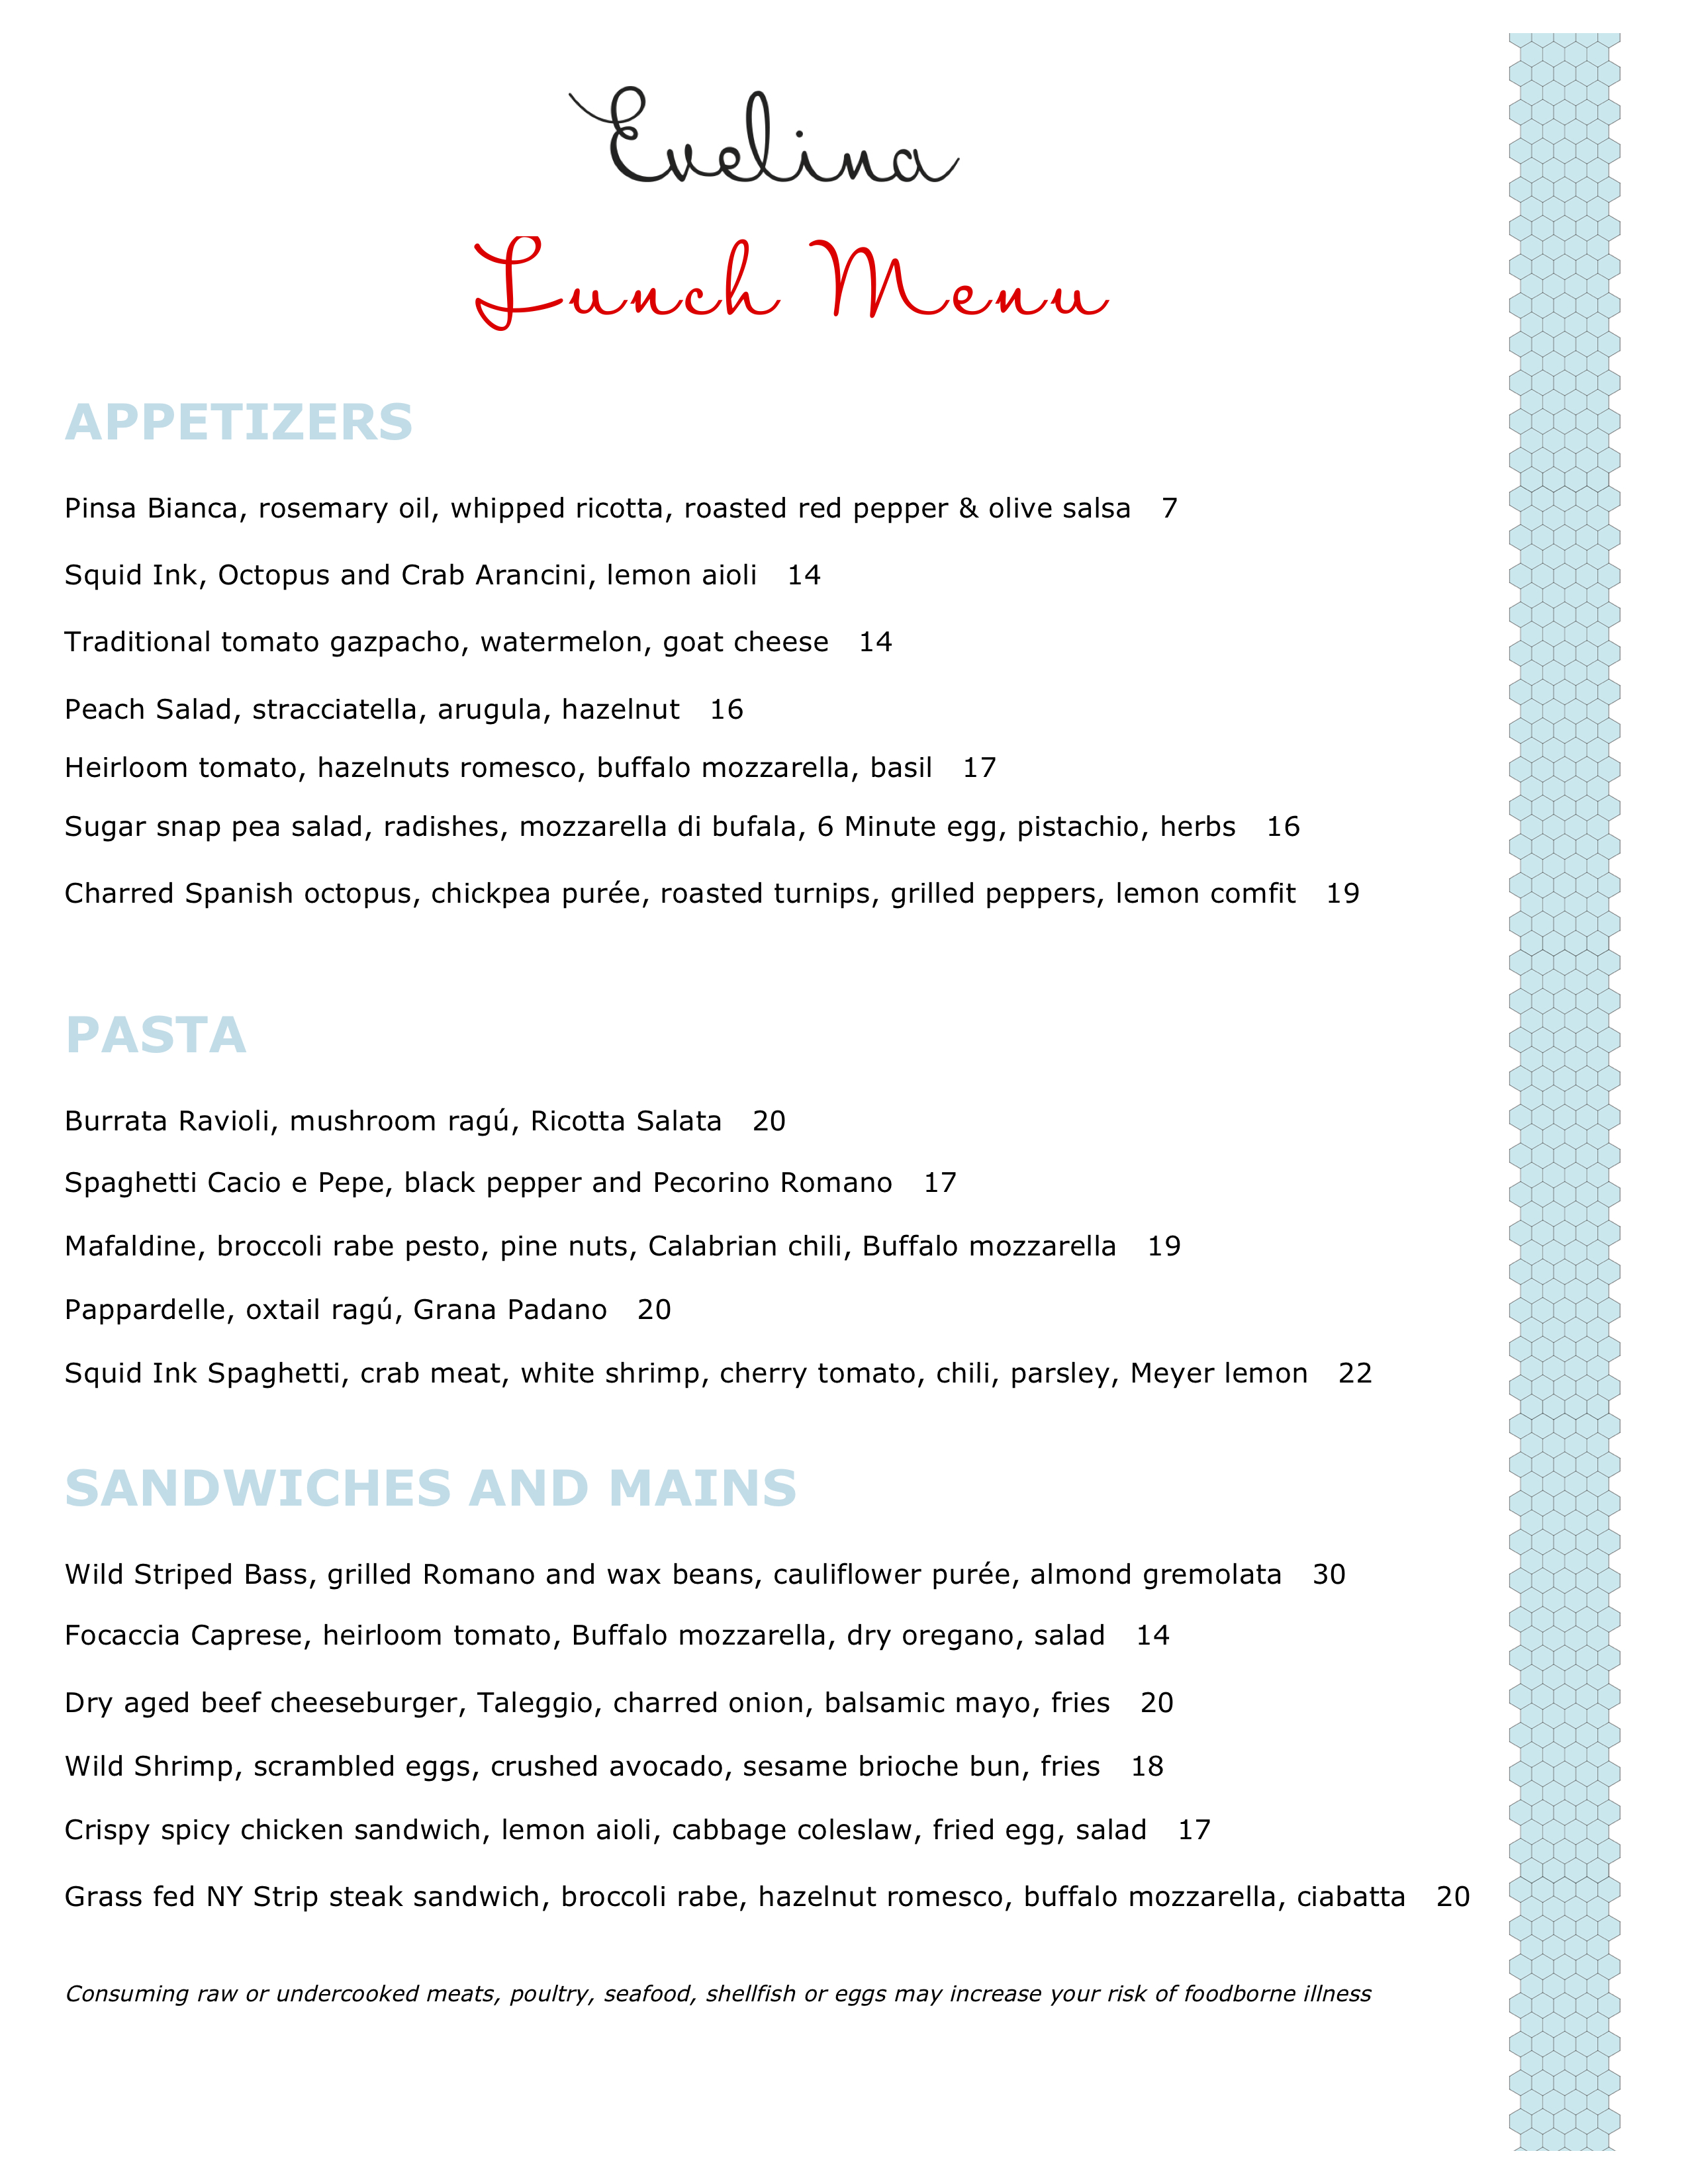 Evelina
Lunch Menu
APPETIZERS
Pinsa Bianca, rosemary oil, whipped ricotta, roasted red pepper & olive salsa 7
Squid Ink, Octopus and Crab Arancini, lemon aioli 14
Traditional tomato gazpacho, watermelon, goat cheese 14
Peach Salad, stracciatella, arugula, hazelnut 16
Heirloom tomato, hazelnuts romesco, buffalo mozzarella, basil 17
Sugar snap pea salad, radishes, mozzarella di bufala, 6 Minute egg, pistachio, herbs 16
Charred Spanish octopus, chickpea purée, roasted turnips, grilled peppers, lemon comfit 19
PASTA
Burrata Ravioli, mushroom ragú, Ricotta Salata 20
Spaghetti Cacio e Pepe, black pepper and Pecorino Romano 17
Mafaldine, broccoli rabe pesto, pine nuts, Calabrian chili, Buffalo mozzarella 19
Pappardelle, oxtail ragú, Grana Padano 20
Squid Ink Spaghetti, crab meat, white shrimp, cherry tomato, chili, parsley, Meyer lemon 22
SANDWICHES AND MAINS
Wild Striped Bass, grilled Romano and wax beans, cauliflower purée, almond gremolata 30
Focaccia Caprese, heirloom tomato, Buffalo mozzarella, dry oregano, salad 14
Dry aged beef cheeseburger, Taleggio, charred onion, balsamic mayo, fries 20
Wild Shrimp, scrambled eggs, crushed avocado, sesame brioche bun, fries 18
Crispy spicy chicken sandwich, lemon aioli, cabbage coleslaw, fried egg, salad 17
Grass fed NY Strip steak sandwich, broccoli rabe, hazelnut romesco, buffalo mozzarella, ciabatta 20
Consuming raw or undercooked meats, poultry, seafood, shellfish or eggs may increase your risk of foodborne illness